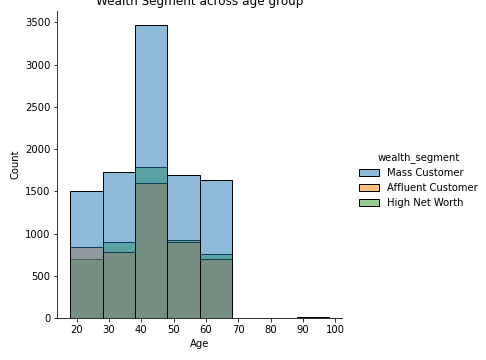 Wealth Segment across age group
3500
3000
2500
2000
1500
1000
500
0
Count
20 30 40 50 60 70 80 90 100
Age
wealth_segment
Mass Customer
Affluent Customer
High Net Worth